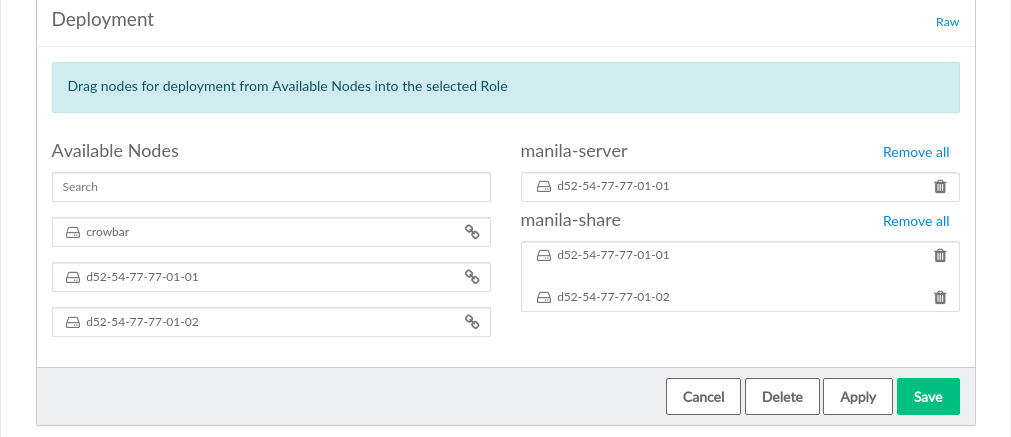 Deployment
Raw
Drag nodes for deployment from Available Nodes into the selected Role
Available Nodes
Search
crowbar
d52-54-77-77-01-01
d52-54-77-77-01-02
manila-server
Remove all
d52-54-77-77-01-01
manila-share
Remove all
d52-54-77-77-01-01
d52-54-77-77-01-02
Cancel
Delete
Apply
Save